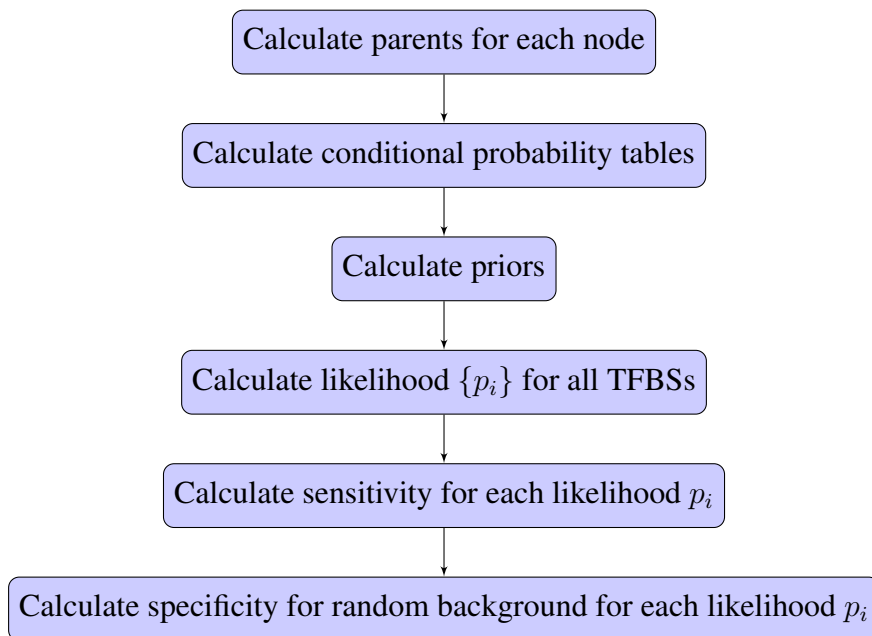 Calculate parents for each node
Calculate conditional probability tables
Calculate priors
Calculate likelihood {p_i} for all TFBSs
Calculate sensitivity for each likelihood p_i
Calculate specificity for random background for each likelihood p_i